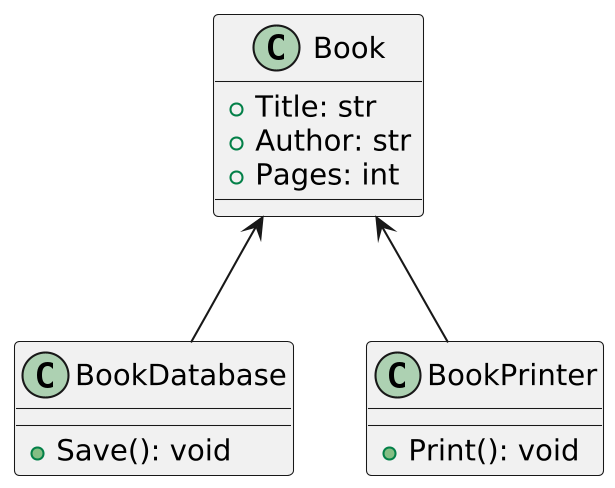 C Book
Title: str
Author: str
Pages: int
C BookDatabase
Save(): void
C BookPrinter
Print(): void